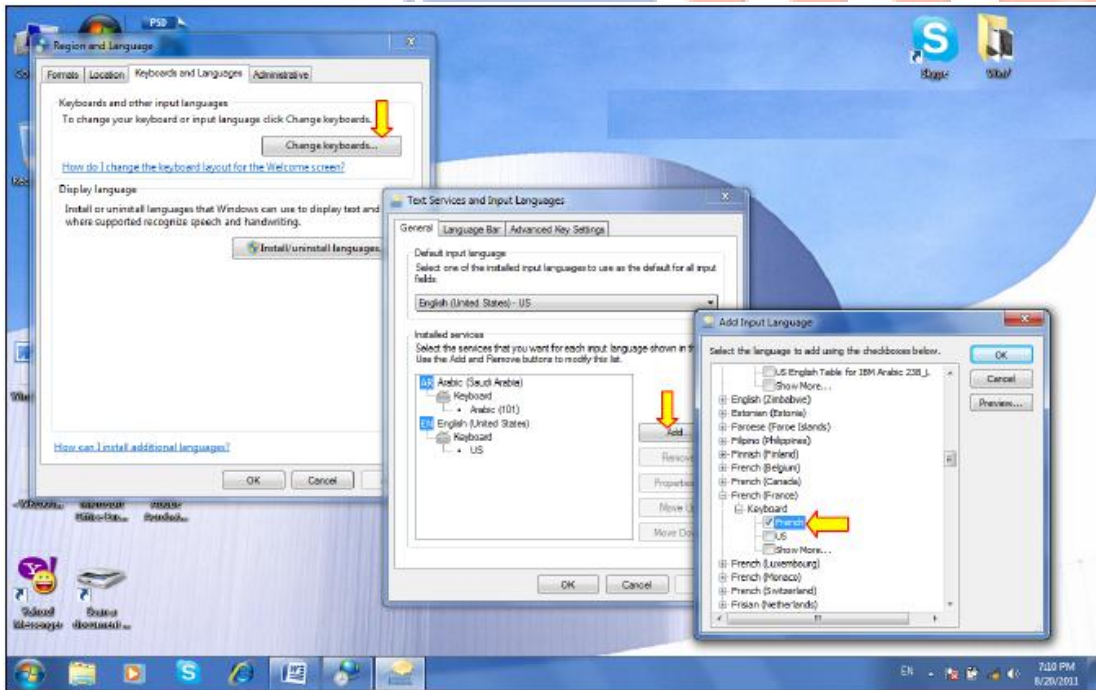 PSD
Region and Language
Formats Location Keyboards and Languages Administrative
Keyboards and other input languages
To change your keyboard or input language click Change keyboards.
Change keyboards...
How do I change the keyboard layout for the Welcome screen?
Display language
Install or uninstall languages that Windows can use to display text and
where supported recognize speech and handwriting.
Install/uninstall languages
How can I install additional languages?
OK Cancel
Skype
Text Services and Input Languages
General Language Bar Advanced Key Settings
Default input language
Select one of the installed input languages to use as the default for all input
fields.
English (United States) - US
Installed services
Select the services that you want for each input language shown in th
Use the Add and Remove buttons to modify this list.
AR Arabic (Saudi Arabia)
Keyboard
Arabic (101)
EN English (United States)
Keyboard
US
Add
Remove
Properties
Move U
Move Do
OK Cancel
Add Input Language
Select the language to add using the checkboxes below.
US English Table for IBM Arabic 238_L
Show More...
English (Zimbabwe)
Estonian (Estonia)
Faroese (Faroe Islands)
Filipino (Philippines)
Finnish (Finland)
French (Belgium)
French (Canada)
French (France)
Keyboard
French
US
Show More...
French (Luxembourg)
French (Monaco)
French (Switzerland)
Frisian (Netherlands)
OK
Cancel
Preview...
EN
7:10 PM
8/20/2011